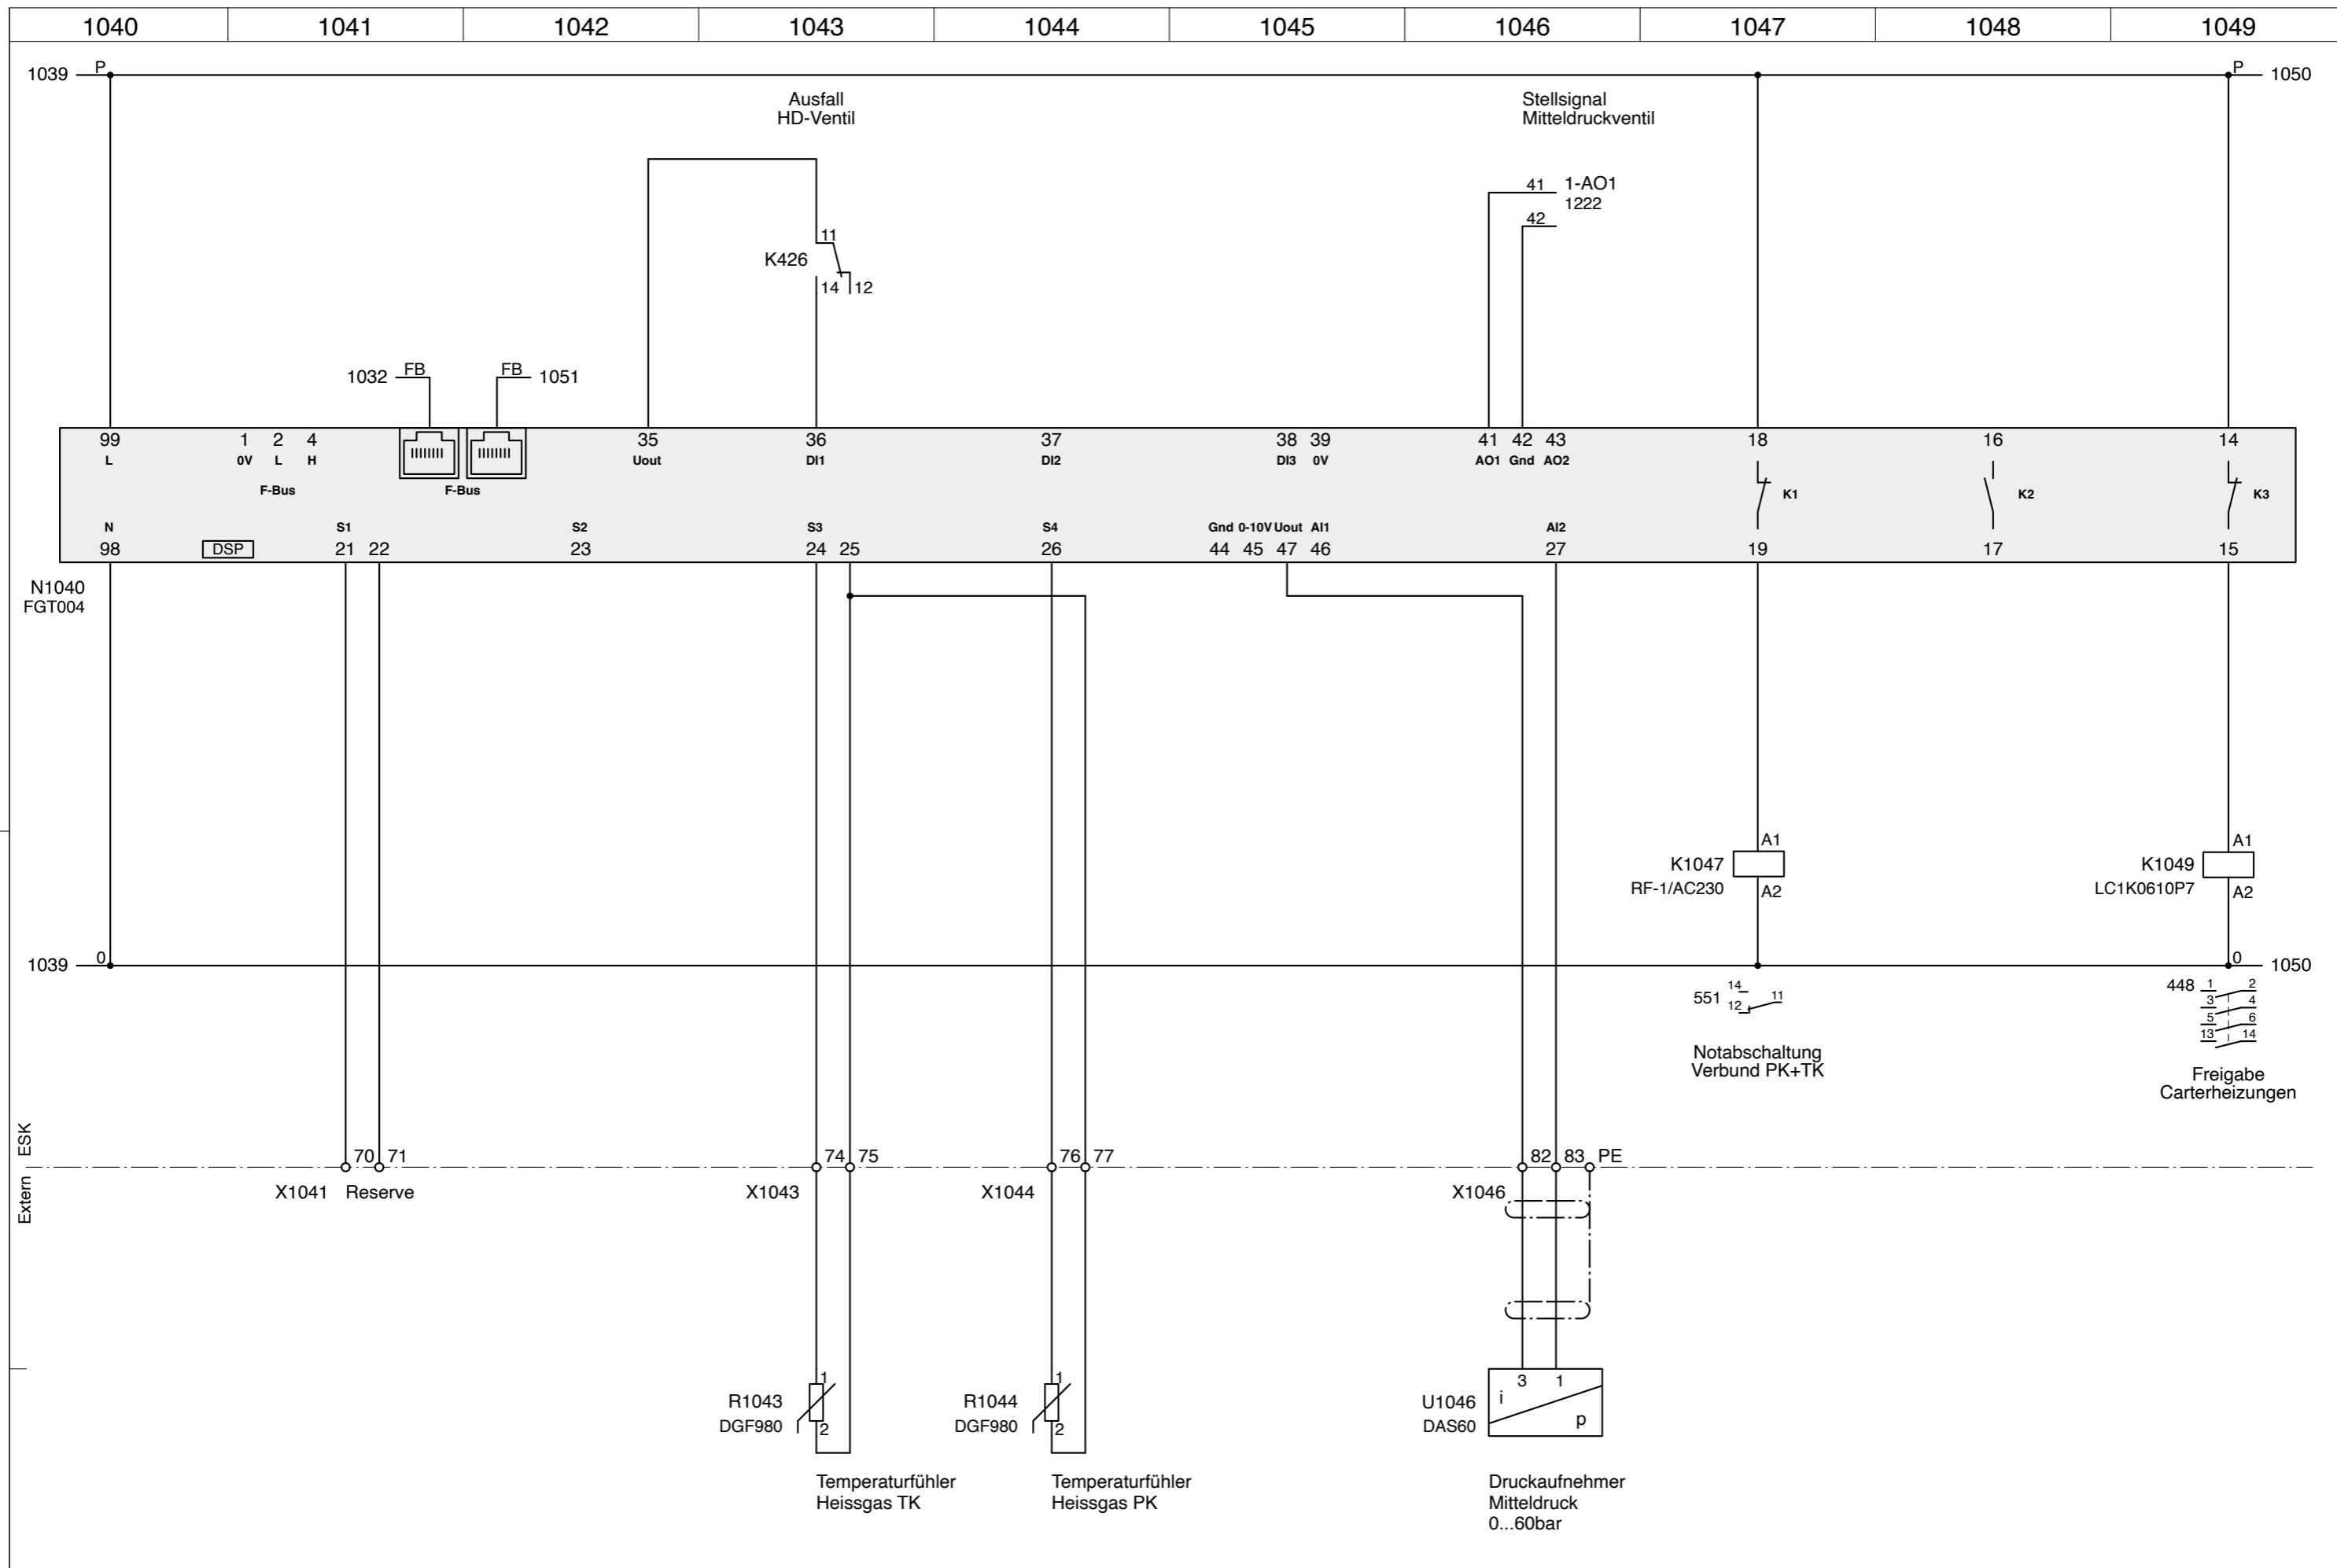 1040 1041 1042 1043 1044 1045 1046 1047 1048 1049
1039 P P 1050
Ausfall
HD-Ventil
Stellsignal
Mitteldruckventil
41 1-AO1
1222
42
11
K426
14 12
1032 FB FB 1051
99 1 2 4 35 36 37 38 39 41 42 43 18 16 14
L 0V L H Uout DI1 DI2 DI3 0V AO1 Gnd AO2
F-Bus F-Bus
K1 K2 K3
N S1 S2 S3 S4 Gnd 0-10V Uout AI1 AI2
98 DSP 21 22 23 24 25 26 44 45 47 46 27 19 17 15
N1040
FGT004
A1 A1
K1047 K1049
RF-1/AC230 A2 LC1K0610P7 A2
1039 0 0 1050
551 14 12 11
448 1 2
3 4
5 6
13 14
Notabschaltung
Verbund PK+TK
Freigabe
Carterheizungen
ESK
Extern
70 71 74 75 76 77 82 83 PE
X1041 Reserve X1043 X1044 X1046
1 1 3 1
R1043 R1044 U1046 i
DGF980 2 DGF980 2 DAS60 p
Temperaturfühler
Heissgas TK
Temperaturfühler
Heissgas PK
Druckaufnehmer
Mitteldruck
0...60bar